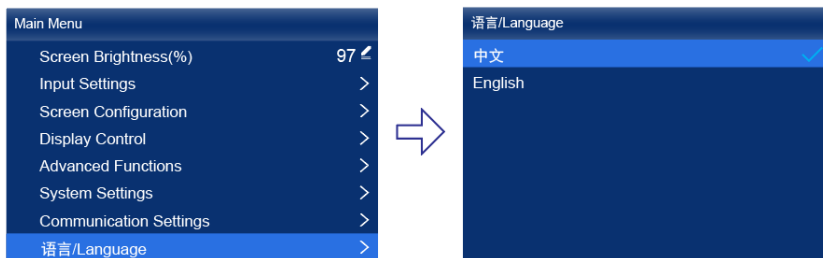 Main Menu
Screen Brightness(%) 97
Input Settings
Screen Configuration
Display Control
Advanced Functions
System Settings
Communication Settings
语言/Language
语言/Language
中文
English